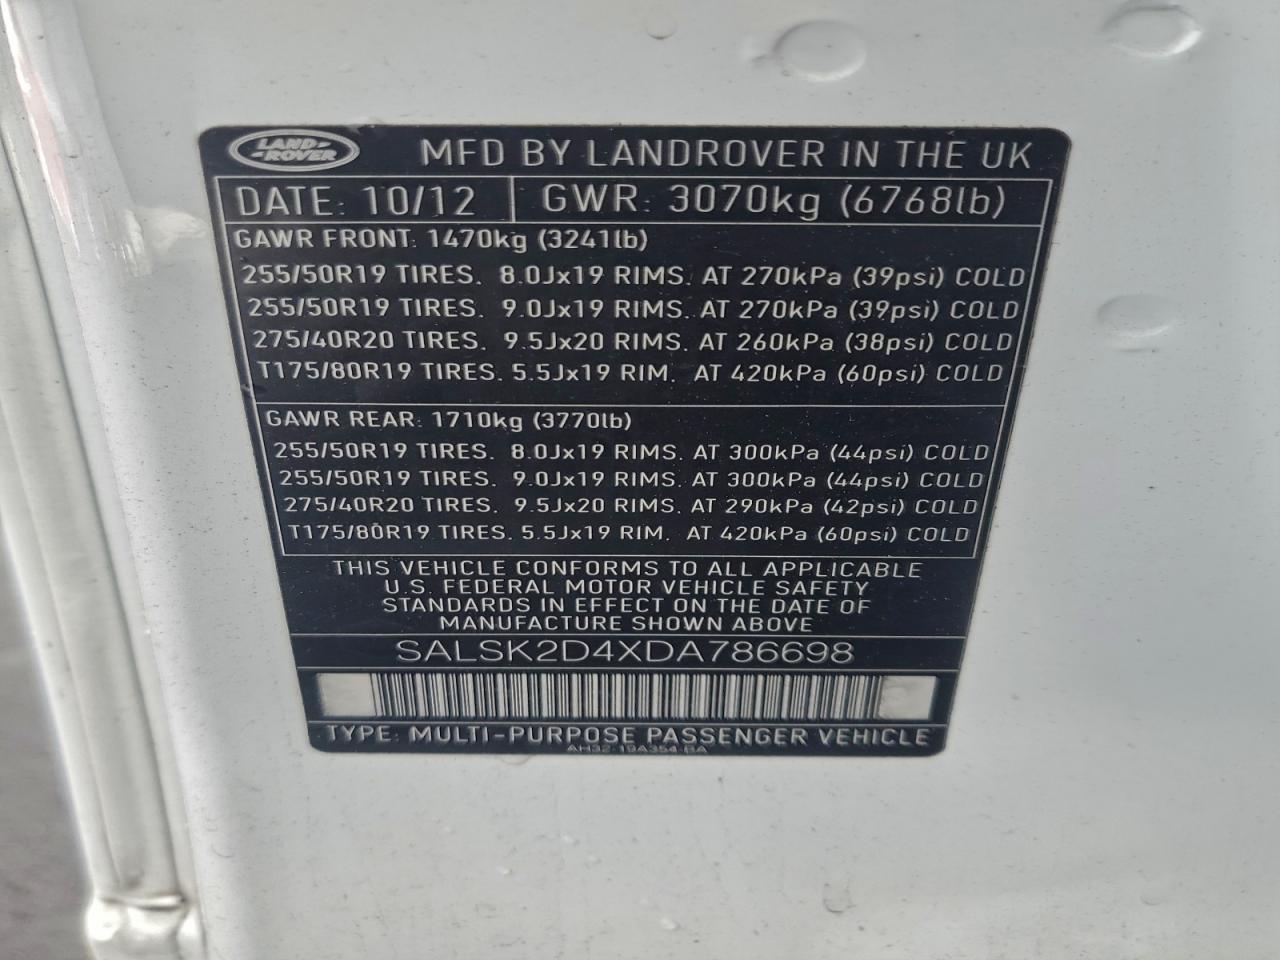 LAND-
ROVER
MFD BY LANDROVER IN THE UK
DATE: 10/12 GWR: 3070kg (6768lb)
GAWR FRONT: 1470kg (3241lb)
255/50R19 TIRES. 8.0Jx19 RIMS. AT 270kPa (39psi) COLD
255/50R19 TIRES. 9.0Jx19 RIMS. AT 270kPa (39psi) COLD
275/40R20 TIRES. 9.5Jx20 RIMS. AT 260kPa (38psi) COLD
T175/80R19 TIRES. 5.5Jx19 RIM. AT 420kPa (60psi) COLD
GAWR REAR: 1710kg (3770lb)
255/50R19 TIRES. 8.0Jx19 RIMS. AT 300kPa (44psi) COLD
255/50R19 TIRES. 9.0Jx19 RIMS. AT 300kPa (44psi) COLD
275/40R20 TIRES. 9.5Jx20 RIMS. AT 290kPa (42psi) COLD
T175/80R19 TIRES. 5.5Jx19 RIM. AT 420kPa (60psi) COLD
THIS VEHICLE CONFORMS TO ALL APPLICABLE
U.S. FEDERAL MOTOR VEHICLE SAFETY
STANDARDS IN EFFECT ON THE DATE OF
MANUFACTURE SHOWN ABOVE
SALSK2D4XDA786698
TYPE: MULTI-PURPOSE PASSENGER VEHICLE
AH32-19A354-BA